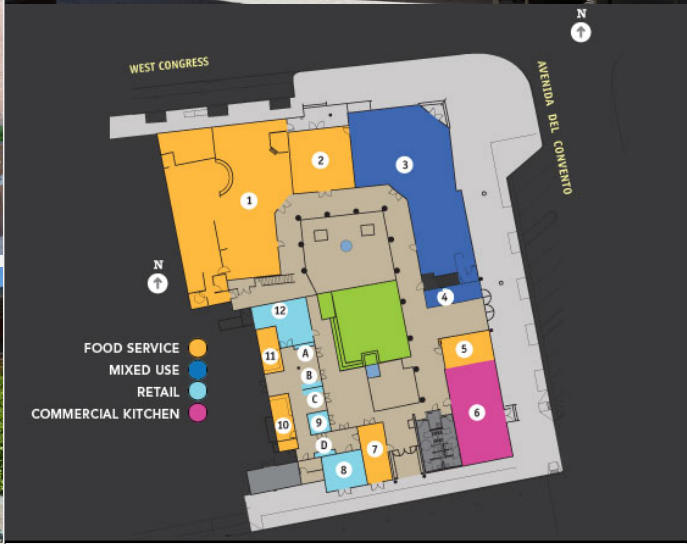 N
WEST CONGRESS
AVENIDA DEL CONVENTO
2
3
1
N
4
12
FOOD SERVICE
A
5
11
MIXED USE
B
RETAIL
C
COMMERCIAL KITCHEN
6
9
10
D
7
8